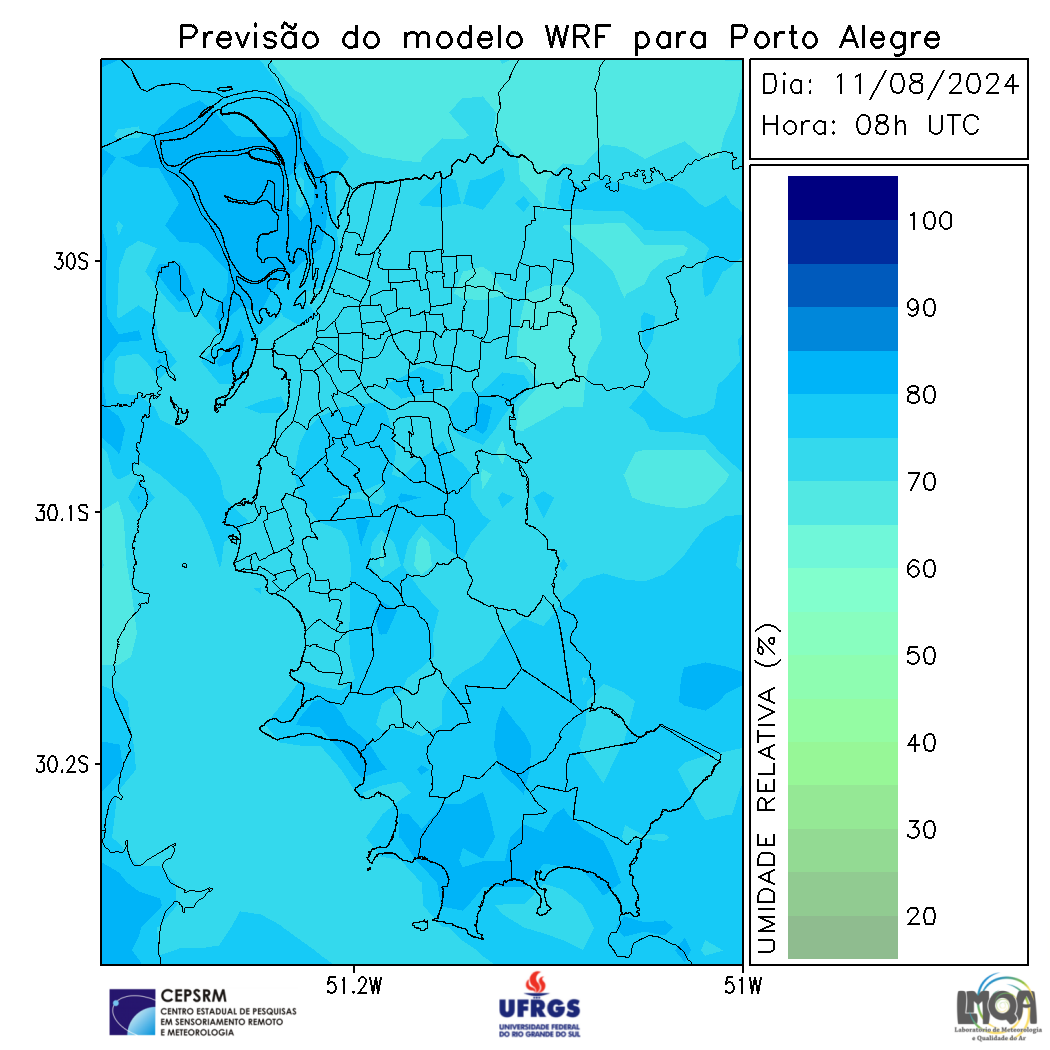 Previsão do modelo WRF para Porto Alegre
Dia: 11/08/2024
Hora: 08h UTC
30S
30.1S
30.2S
51.2W
51W
100
90
80
70
60
50
40
30
20
UMIDADE RELATIVA (%)
CEPSRM
CENTRO ESTADUAL DE PESQUISAS
EM SENSORIAMENTO REMOTO
E METEOROLOGIA
UFRGS
UNIVERSIDADE FEDERAL
DO RIO GRANDE DO SUL
LMQA
Laboratório de Meteorologia
e Qualidade do Ar